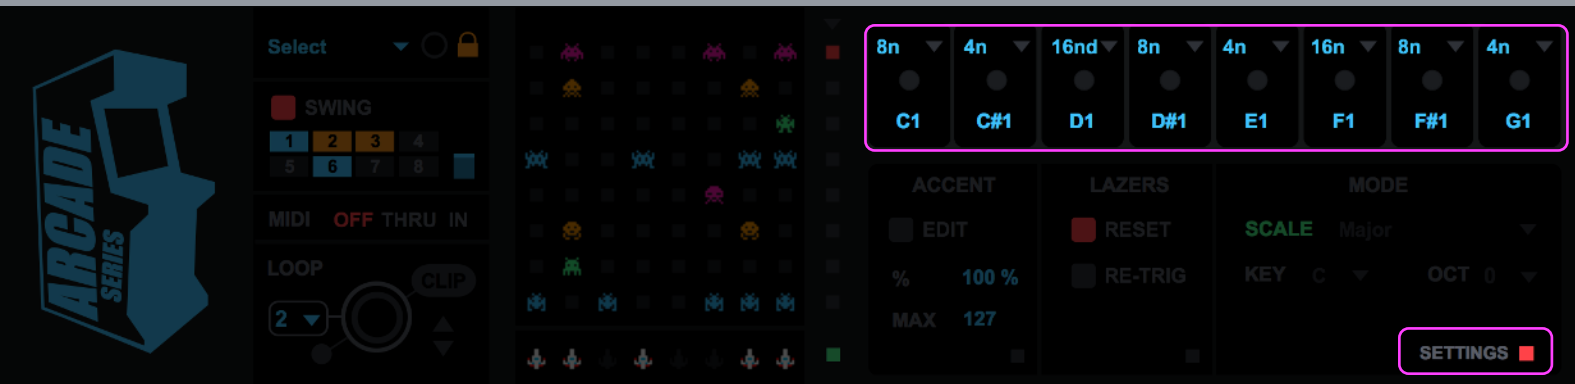 ARCADE
SERIES
Select
SWING
1 2 3 4
5 6 7 8
MIDI OFF THRU IN
LOOP
CLIP
2
8n 4n 16nd 8n 4n 16n 8n 4n
C1 C#1 D1 D#1 E1 F1 F#1 G1
ACCENT
EDIT
% 100 %
MAX 127
LAZERS
RESET
RE-TRIG
MODE
SCALE Major
KEY C OCT 0
SETTINGS